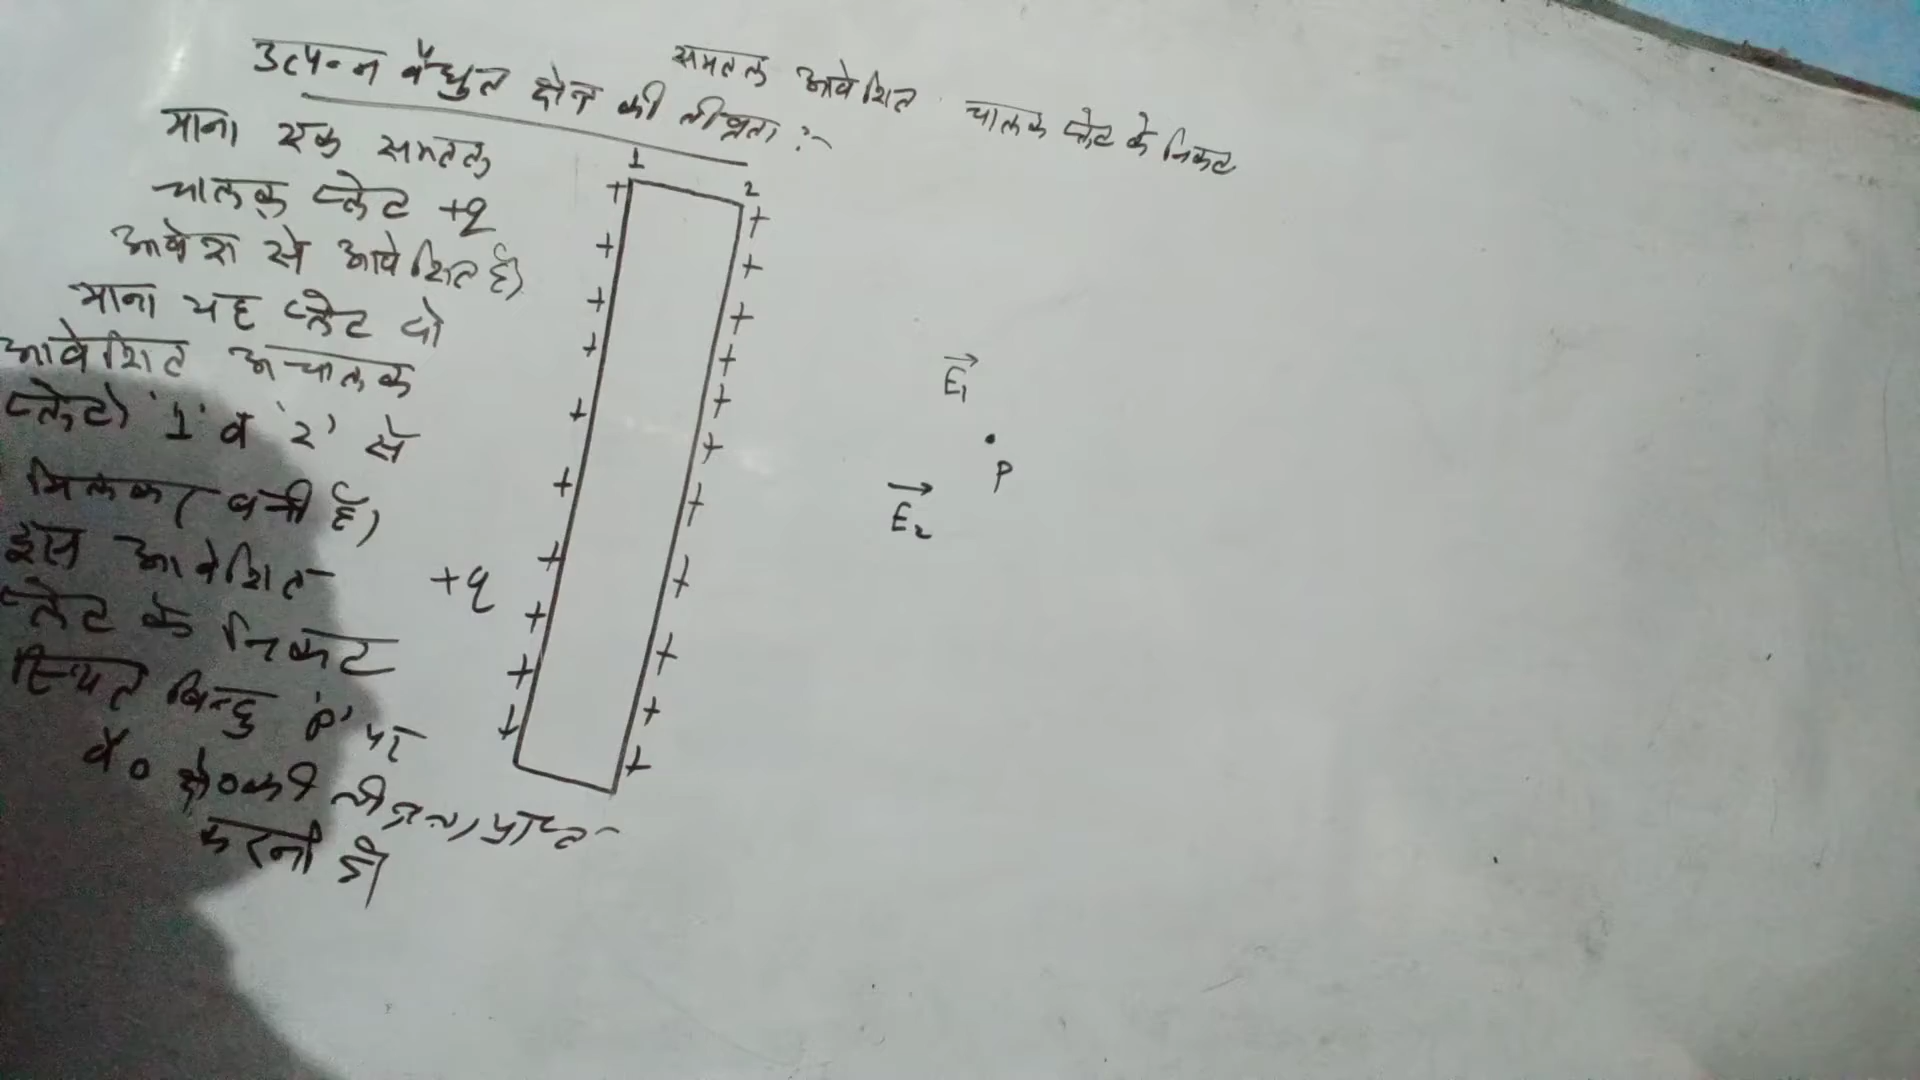 समतल आवेशित चालक प्लेट के निकट
उत्पन्न वैधुत क्षेत्र की तीव्रता :-
माना एक समतल
चालक प्लेट +q
आवेश से आवेशित है।
माना यह प्लेट दो
आवेशित अचालक
प्लेटों '1' व '2' से
मिलकर बनी है।
इस आवेशित
प्लेट के निकट
स्थित बिन्दु 'P' पर
वै० क्षे० की तीव्रता प्राप्त
करनी है।
1
2
+q
E₁
P
E₂